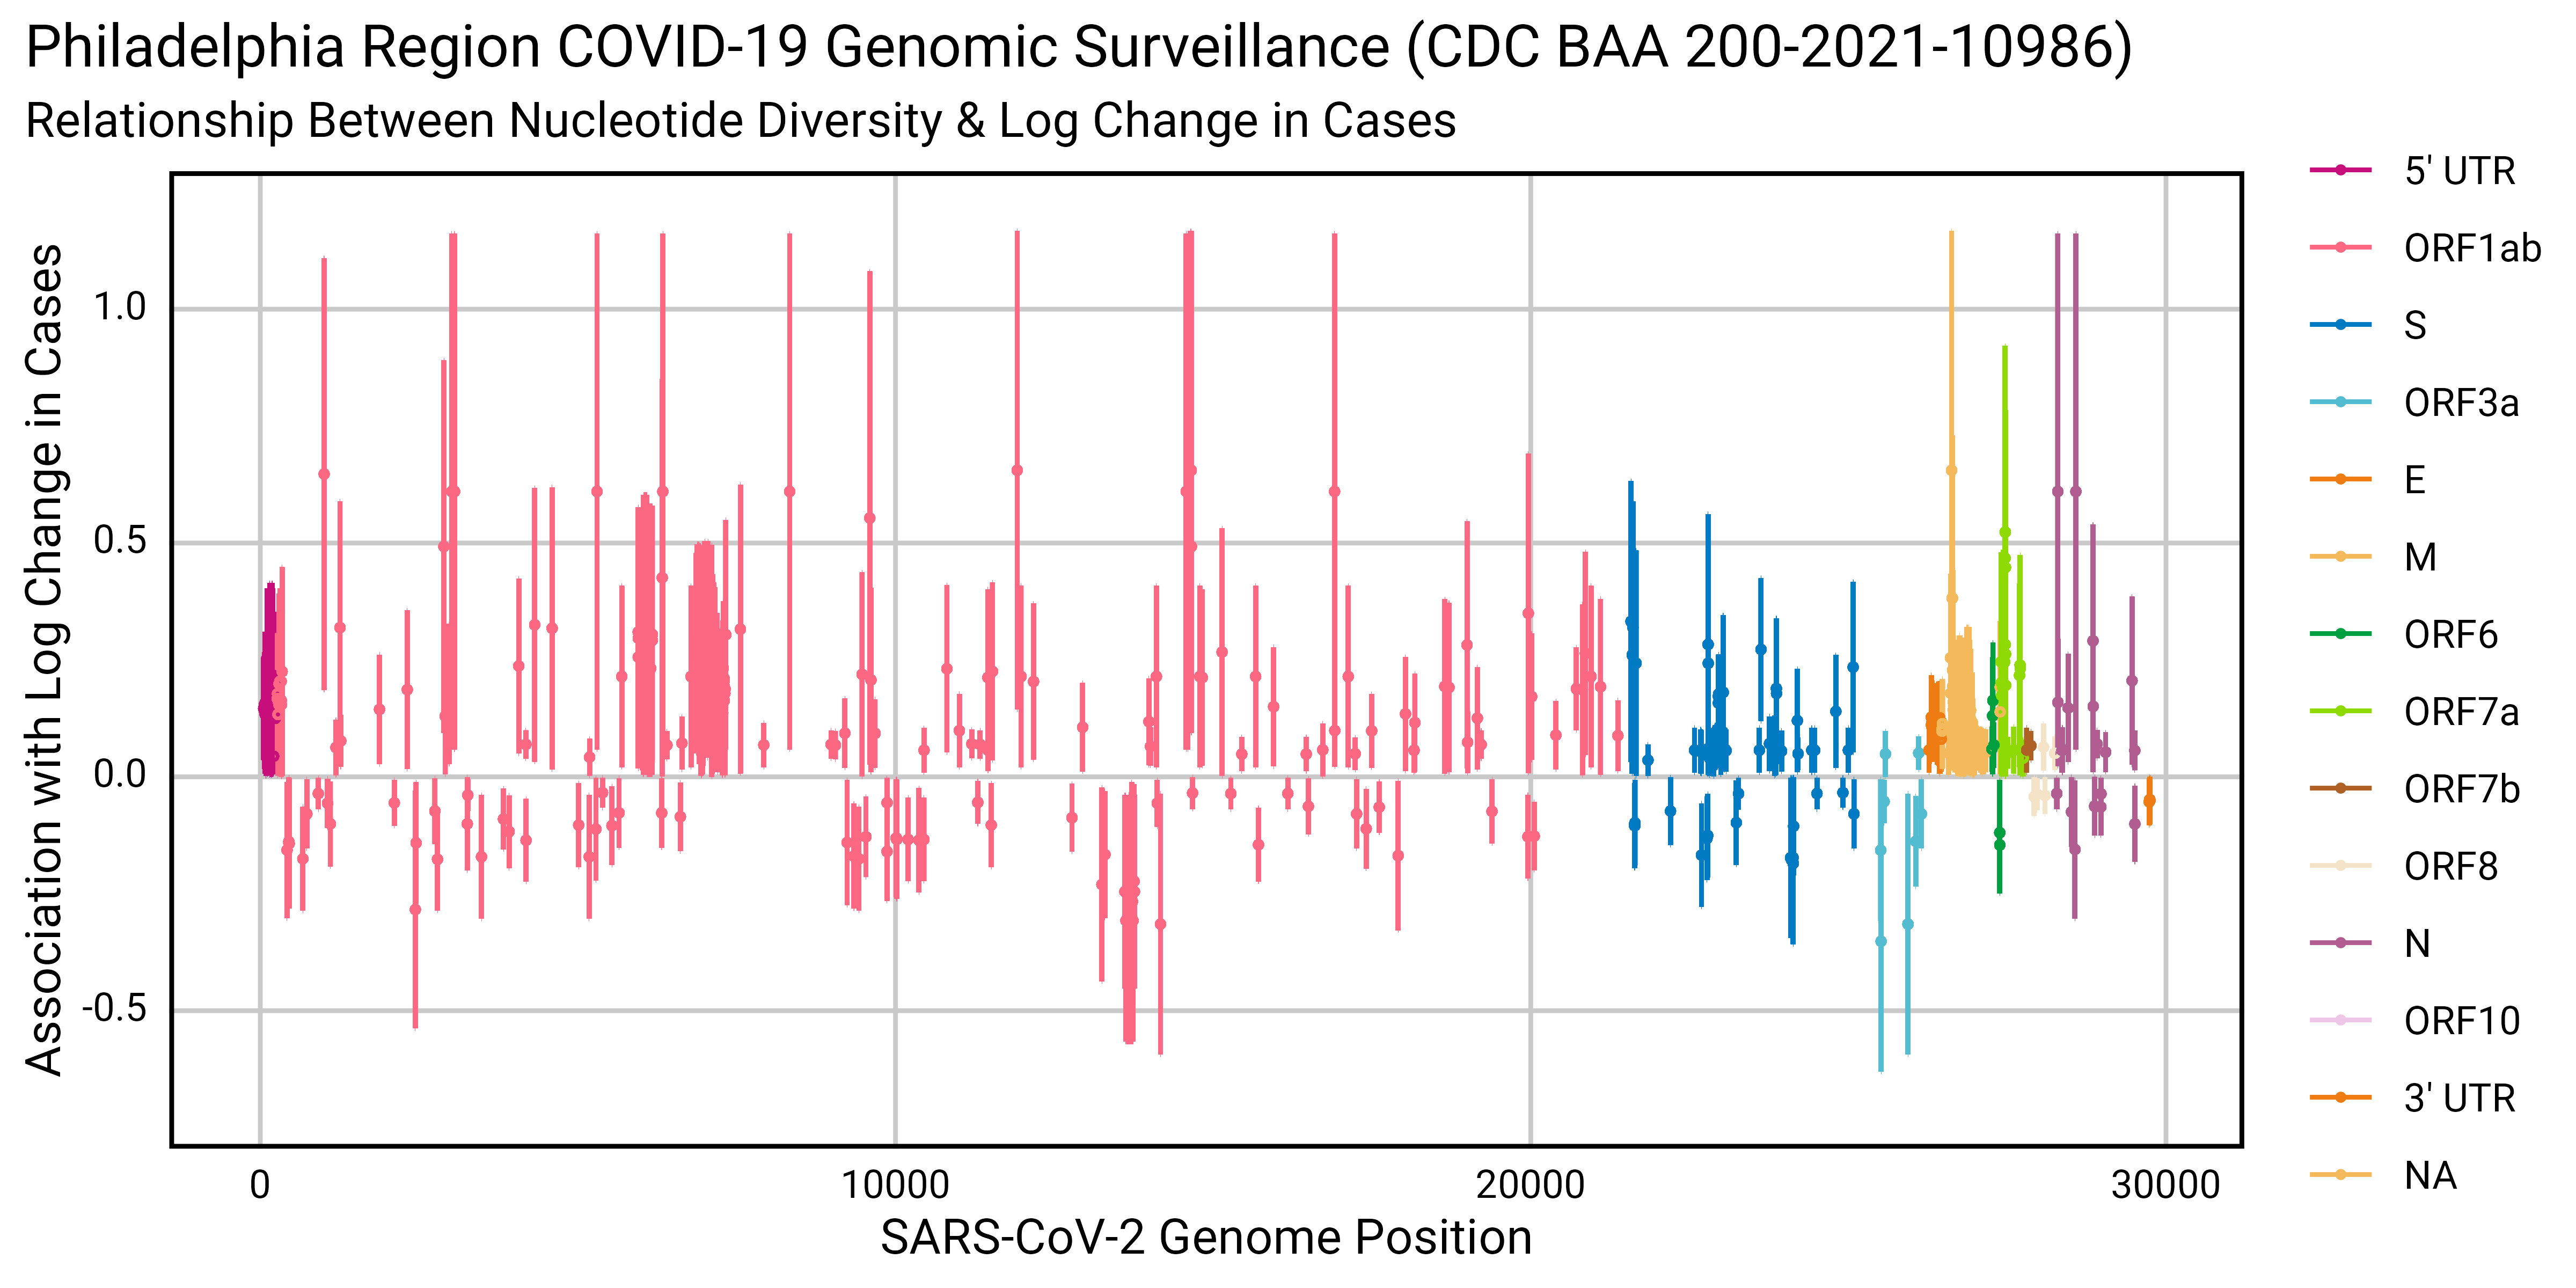 Philadelphia Region COVID-19 Genomic Surveillance (CDC BAA 200-2021-10986)
Relationship Between Nucleotide Diversity & Log Change in Cases
Association with Log Change in Cases
1.0
0.5
0.0
-0.5
0
10000
20000
30000
SARS-CoV-2 Genome Position
5' UTR
ORF1ab
S
ORF3a
E
M
ORF6
ORF7a
ORF7b
ORF8
N
ORF10
3' UTR
NA